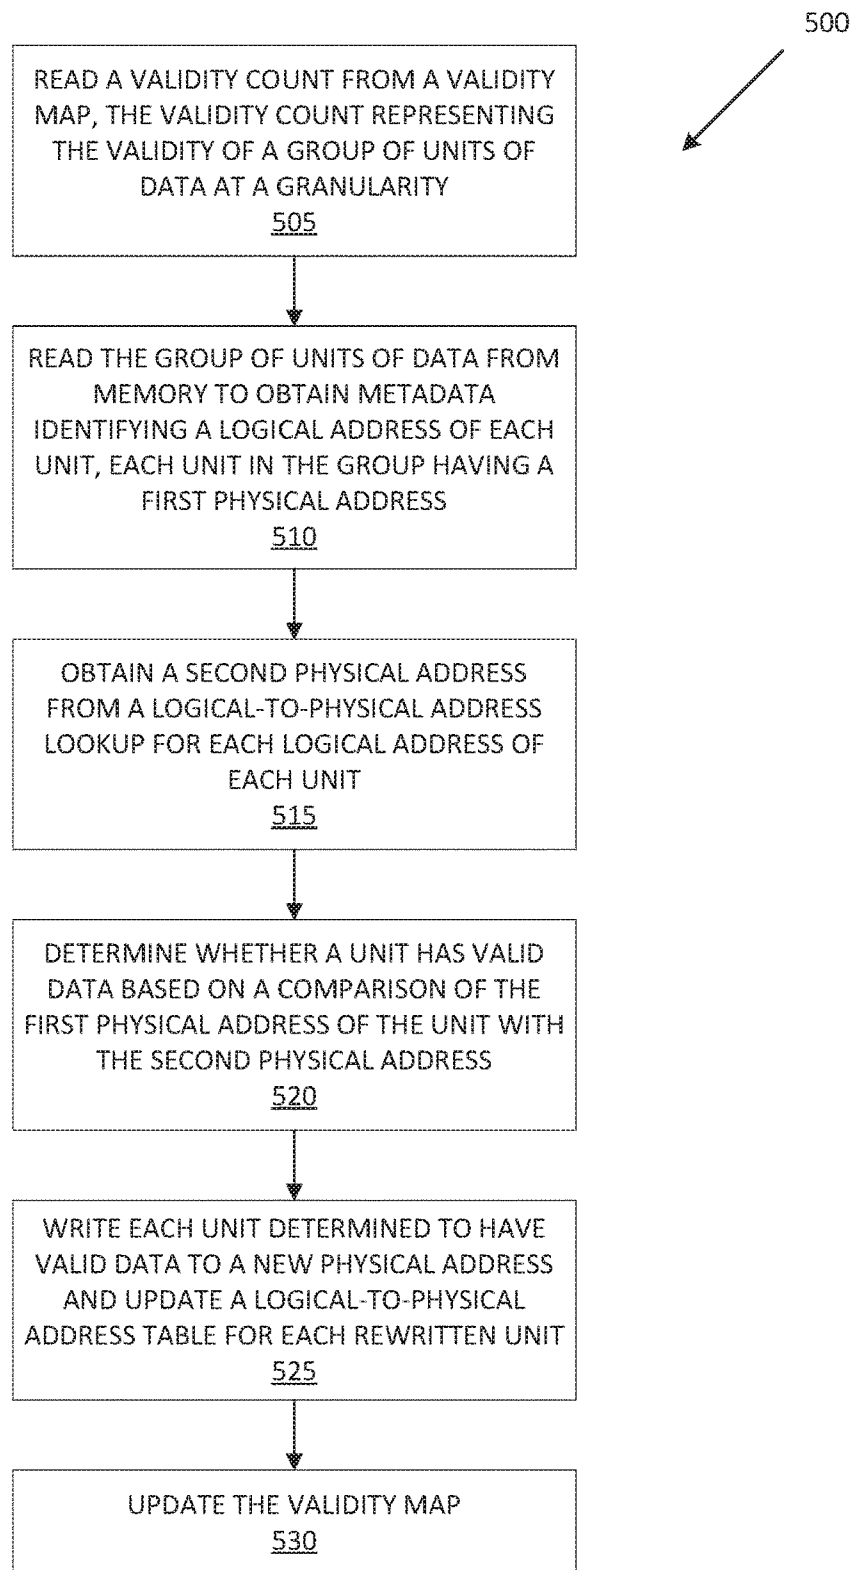 500
READ A VALIDITY COUNT FROM A VALIDITY
MAP, THE VALIDITY COUNT REPRESENTING
THE VALIDITY OF A GROUP OF UNITS OF
DATA AT A GRANULARITY
505
READ THE GROUP OF UNITS OF DATA FROM
MEMORY TO OBTAIN METADATA
IDENTIFYING A LOGICAL ADDRESS OF EACH
UNIT, EACH UNIT IN THE GROUP HAVING A
FIRST PHYSICAL ADDRESS
510
OBTAIN A SECOND PHYSICAL ADDRESS
FROM A LOGICAL-TO-PHYSICAL ADDRESS
LOOKUP FOR EACH LOGICAL ADDRESS OF
EACH UNIT
515
DETERMINE WHETHER A UNIT HAS VALID
DATA BASED ON A COMPARISON OF THE
FIRST PHYSICAL ADDRESS OF THE UNIT WITH
THE SECOND PHYSICAL ADDRESS
520
WRITE EACH UNIT DETERMINED TO HAVE
VALID DATA TO A NEW PHYSICAL ADDRESS
AND UPDATE A LOGICAL-TO-PHYSICAL
ADDRESS TABLE FOR EACH REWRITTEN UNIT
525
UPDATE THE VALIDITY MAP
530